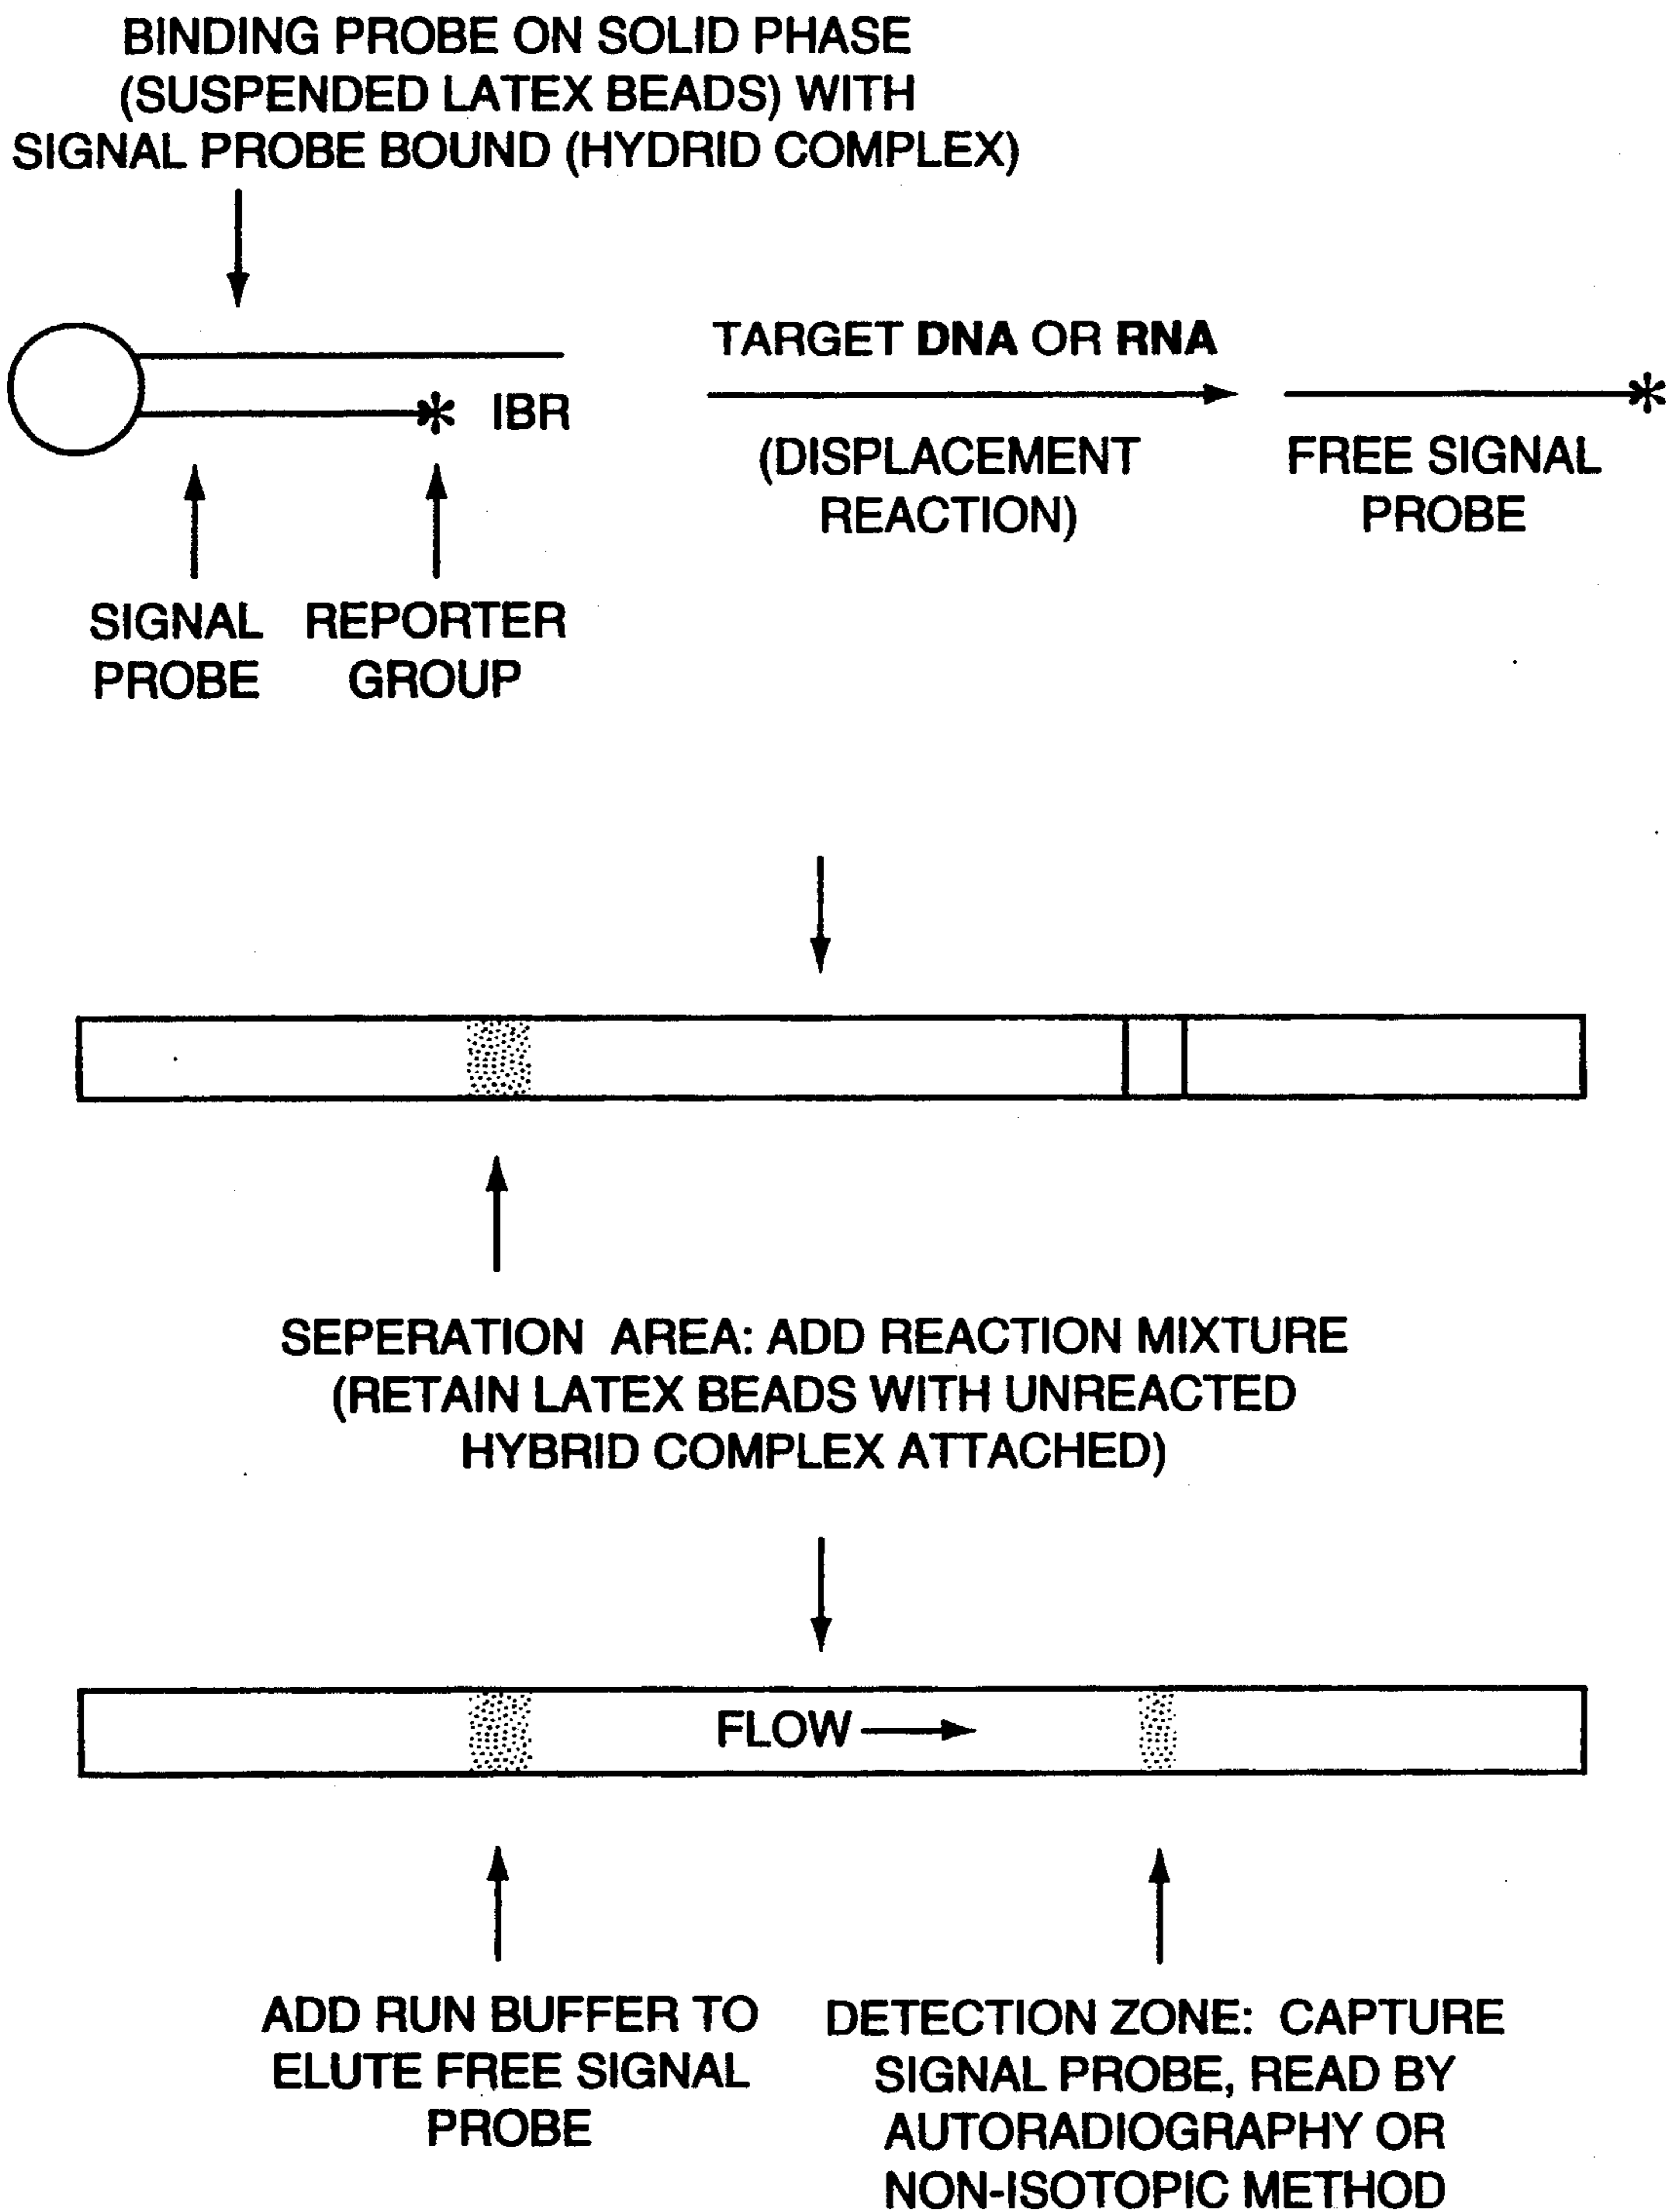 BINDING PROBE ON SOLID PHASE
(SUSPENDED LATEX BEADS) WITH
SIGNAL PROBE BOUND (HYDRID COMPLEX)
TARGET DNA OR RNA
IBR
(DISPLACEMENT
REACTION)
FREE SIGNAL
PROBE
SIGNAL
PROBE
REPORTER
GROUP
SEPERATION AREA: ADD REACTION MIXTURE
(RETAIN LATEX BEADS WITH UNREACTED
HYBRID COMPLEX ATTACHED)
FLOW
ADD RUN BUFFER TO
ELUTE FREE SIGNAL
PROBE
DETECTION ZONE: CAPTURE
SIGNAL PROBE, READ BY
AUTORADIOGRAPHY OR
NON-ISOTOPIC METHOD